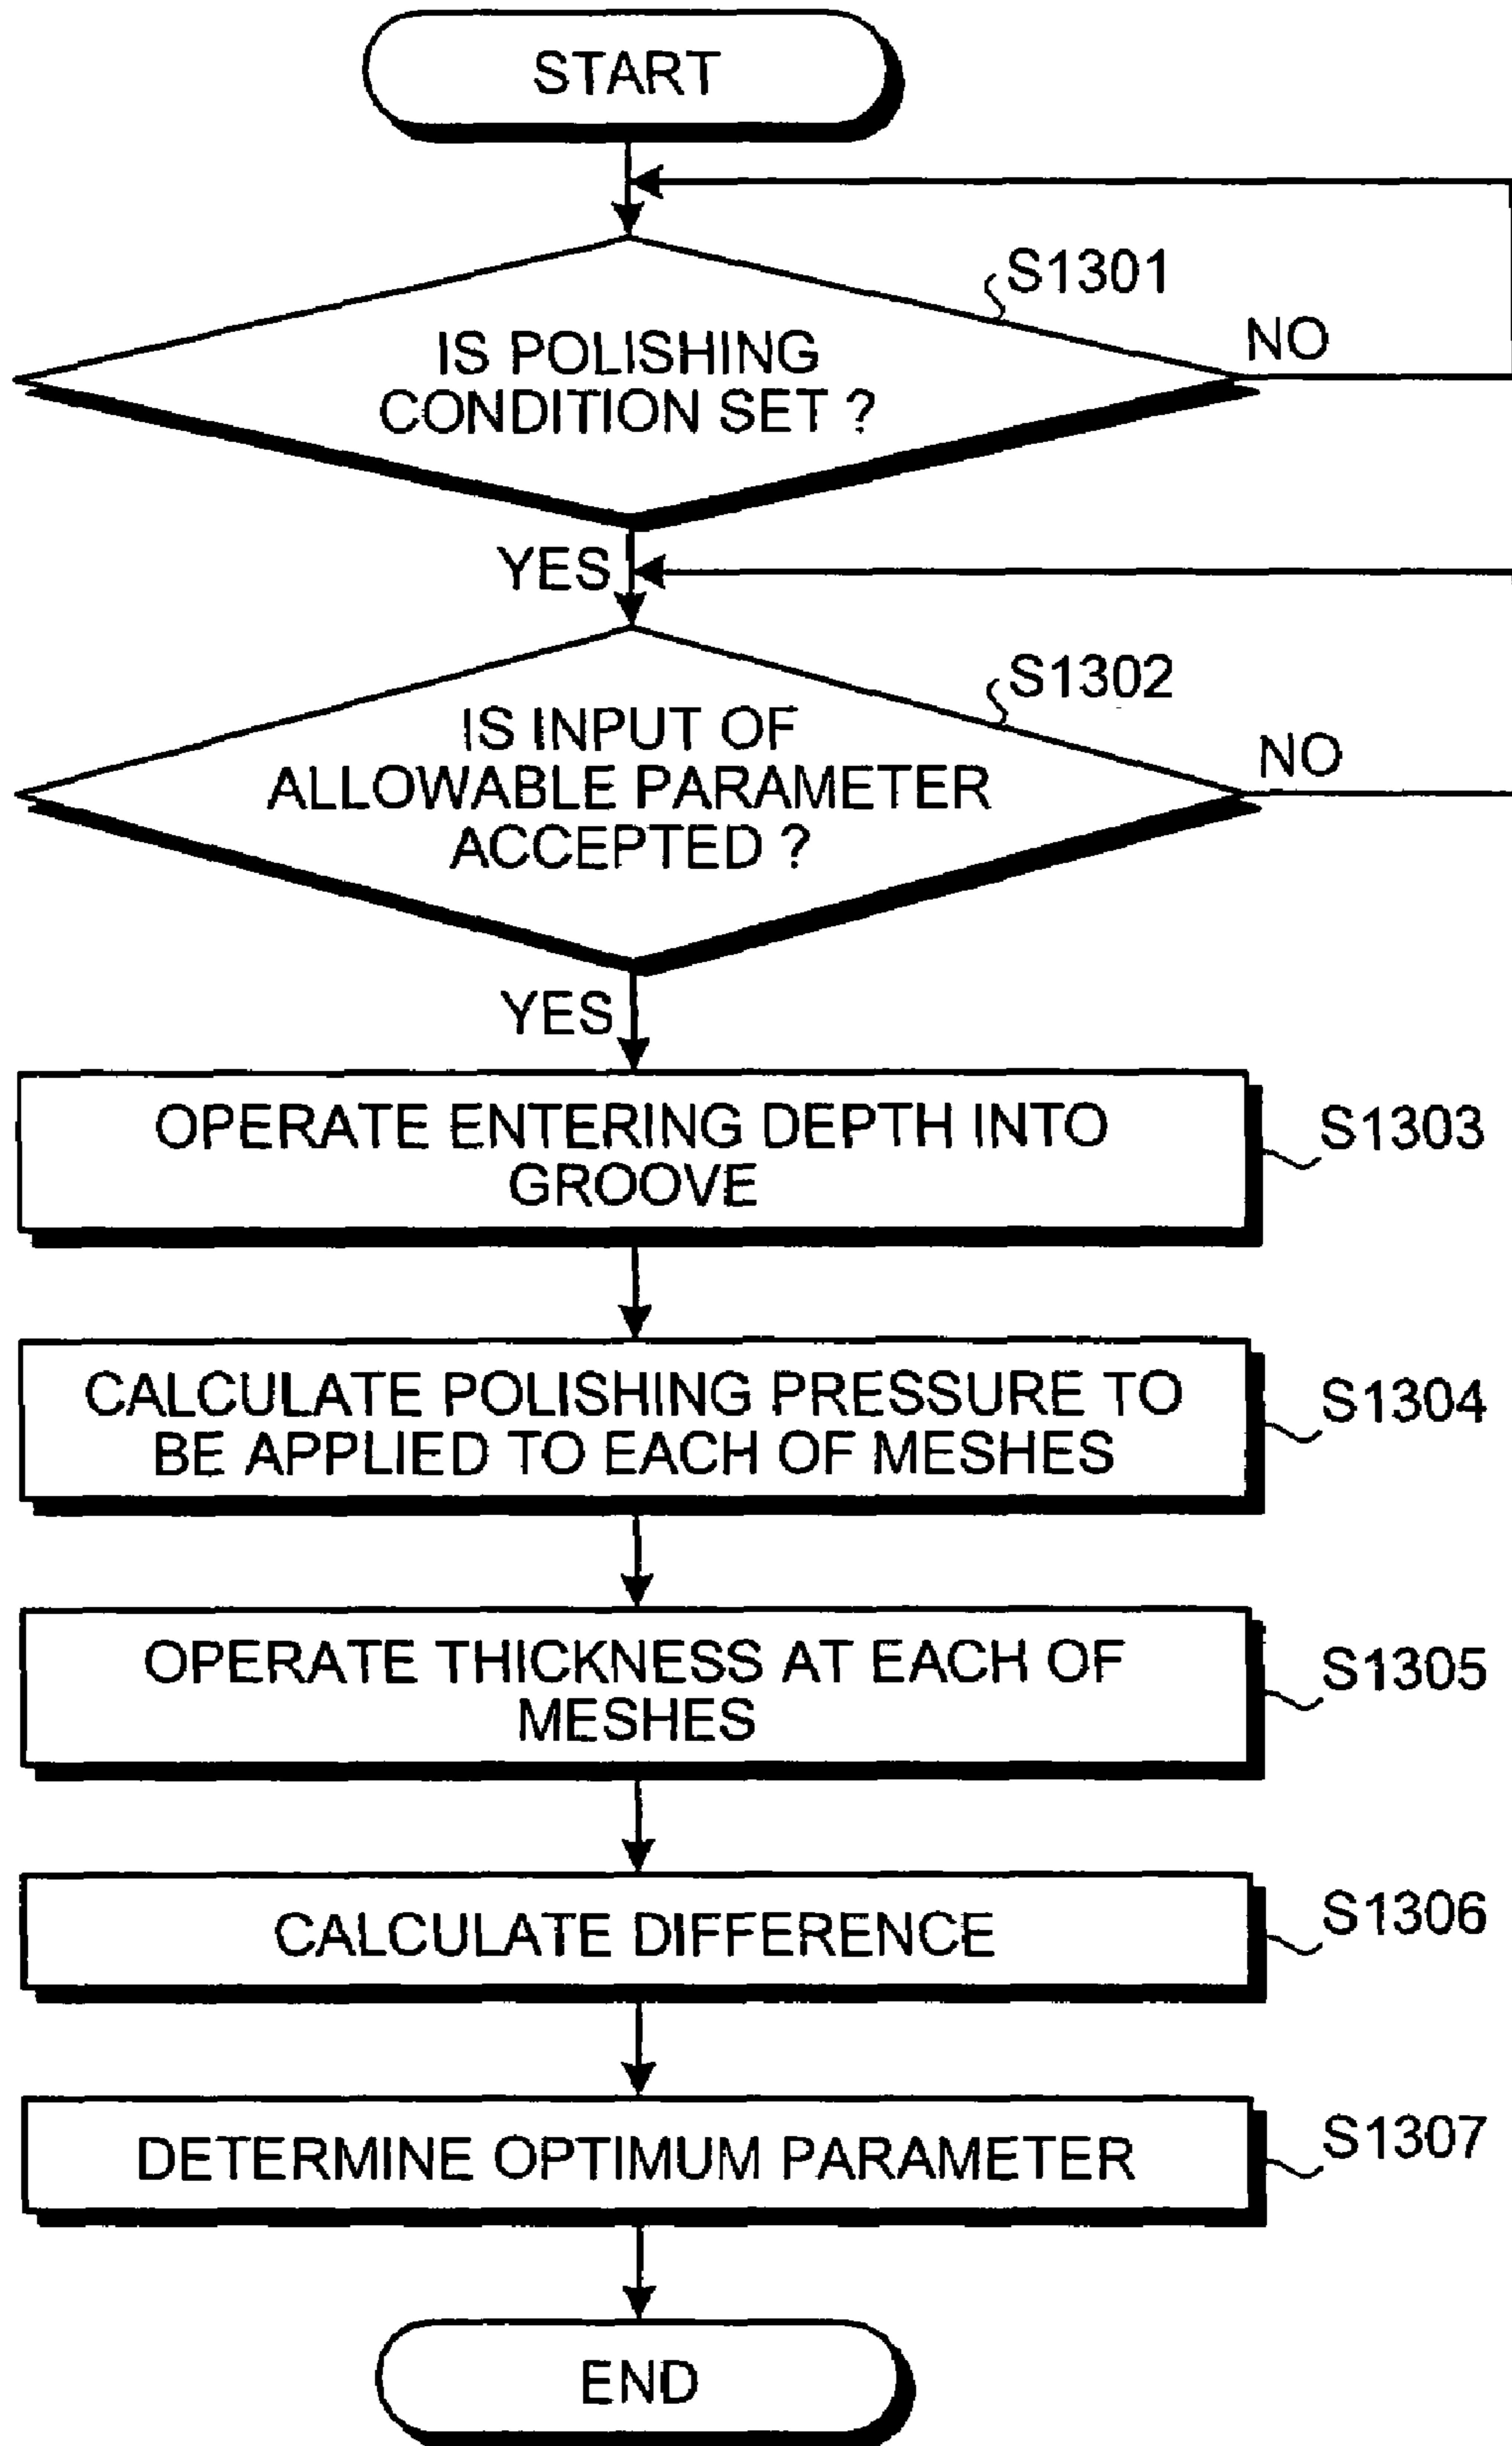 START
S1301
IS POLISHING
CONDITION SET ?
NO
YES
S1302
IS INPUT OF
ALLOWABLE PARAMETER
ACCEPTED ?
NO
YES
OPERATE ENTERING DEPTH INTO
GROOVE
S1303
CALCULATE POLISHING PRESSURE TO
BE APPLIED TO EACH OF MESHES
S1304
OPERATE THICKNESS AT EACH OF
MESHES
S1305
CALCULATE DIFFERENCE
S1306
DETERMINE OPTIMUM PARAMETER
S1307
END